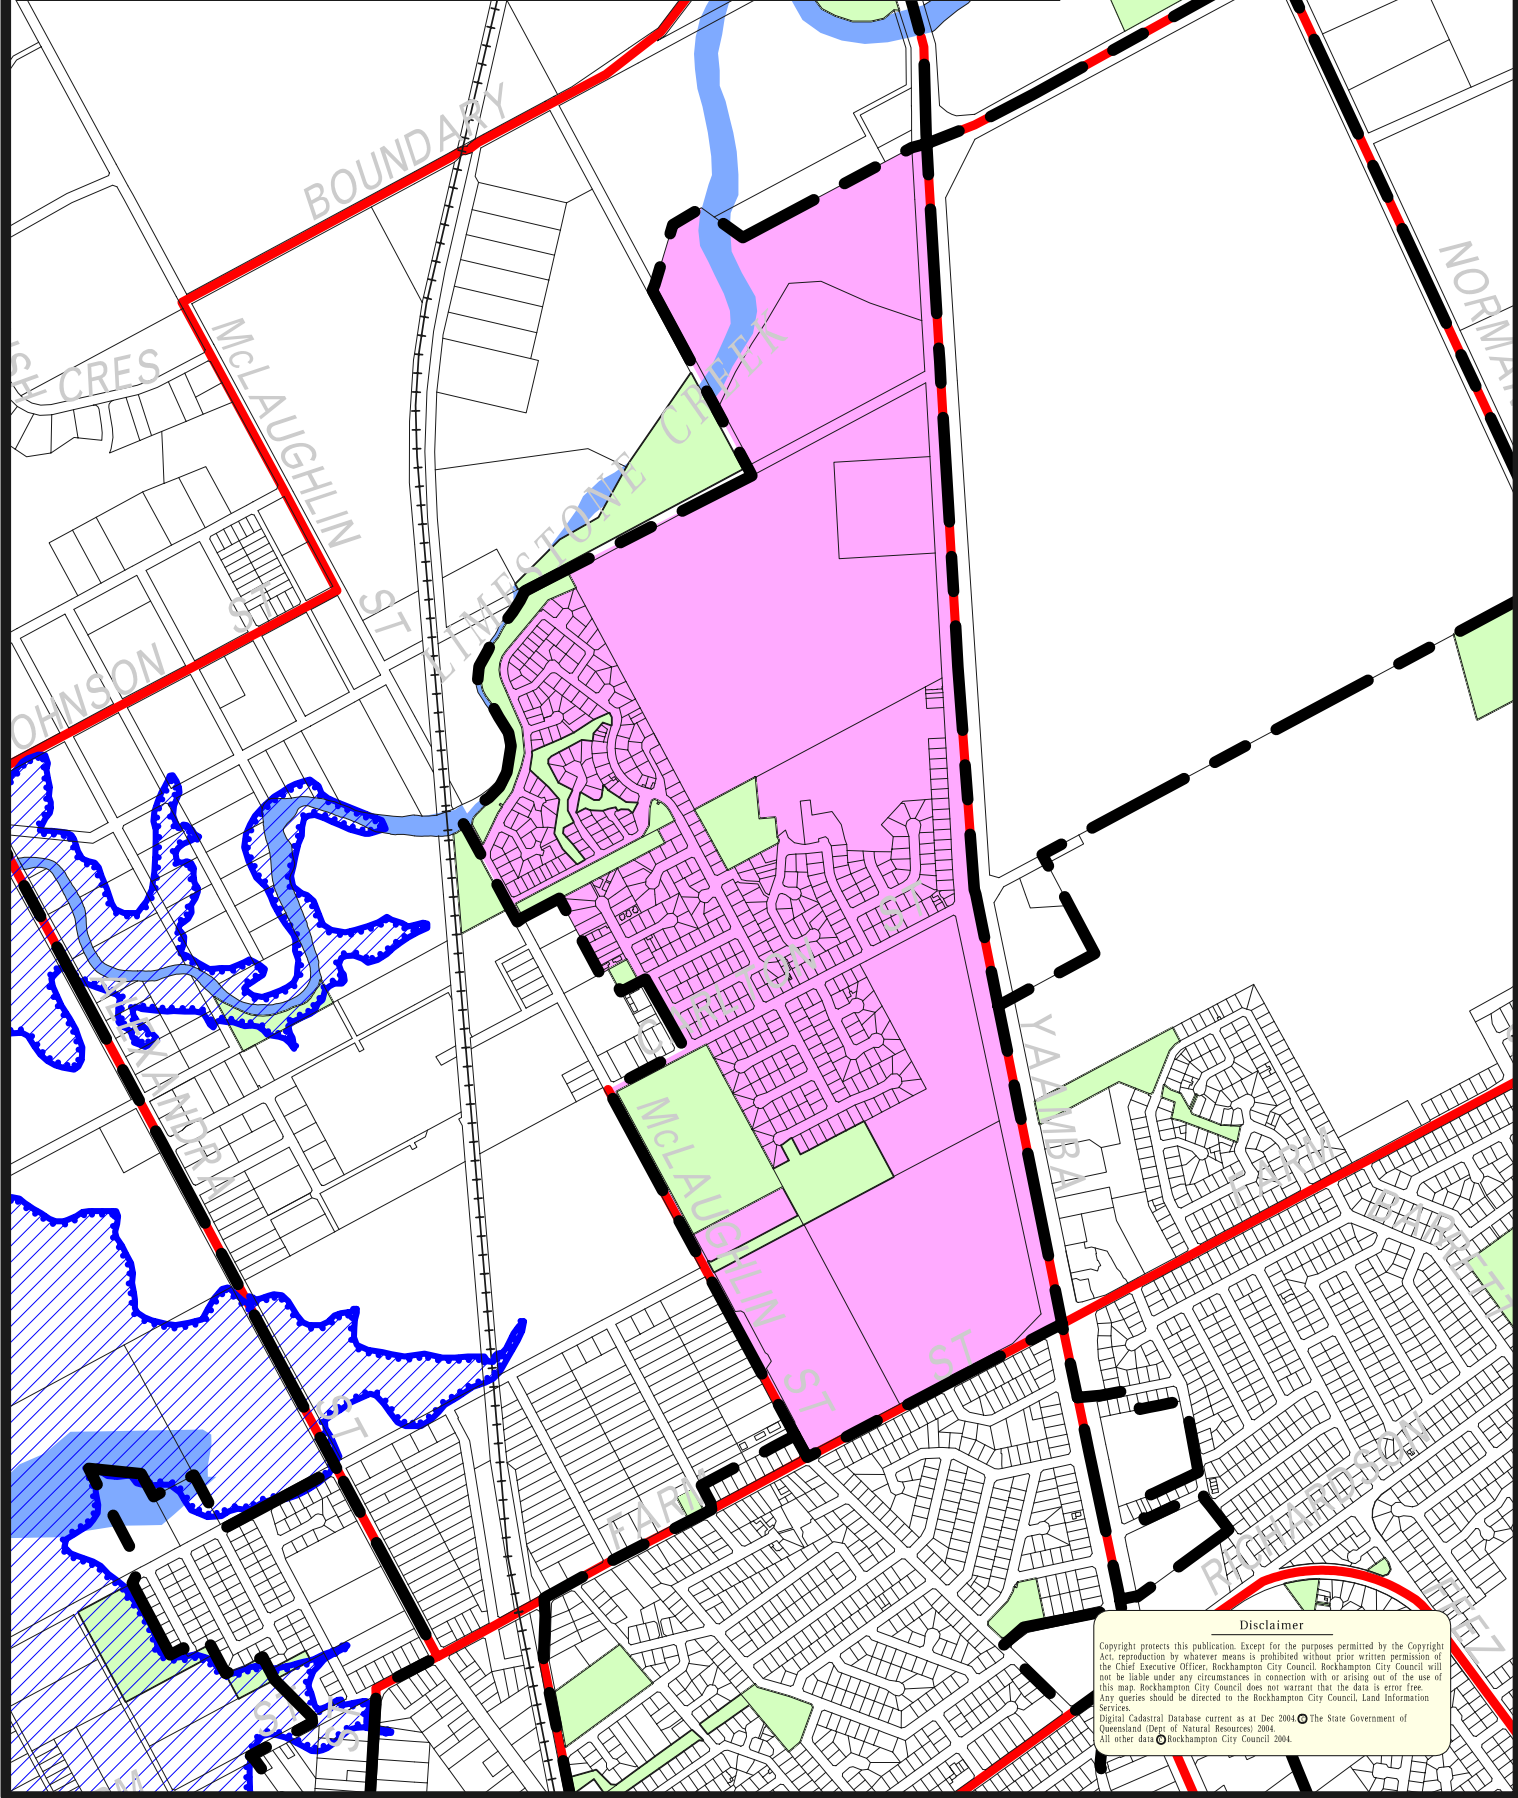 BOUNDARY
NORMAN
CRES
McLAUGHLIN
ST
LIMESTONE CREEK
ST
OHNSON
CARLTON ST
ALEXANDRA
YAAMBA
McLAUGHLIN
FARM
BARRETT
ST
ST
ST
FARM
RICHARDSON
Disclaimer
Copyright protects this publication. Except for the purposes permitted by the Copyright
Act, reproduction by whatever means is prohibited without prior written permission of
the Chief Executive Officer, Rockhampton City Council. Rockhampton City Council will
not be liable under any circumstances in connection with or arising out of the use of
this map. Rockhampton City Council does not warrant that the data is error free.
Any queries should be directed to the Rockhampton City Council, Land Information
Services.
Digital Cadastral Database current as at Dec 2004. © The State Government of
Queensland (Dept of Natural Resources) 2004.
All other data © Rockhampton City Council 2004.